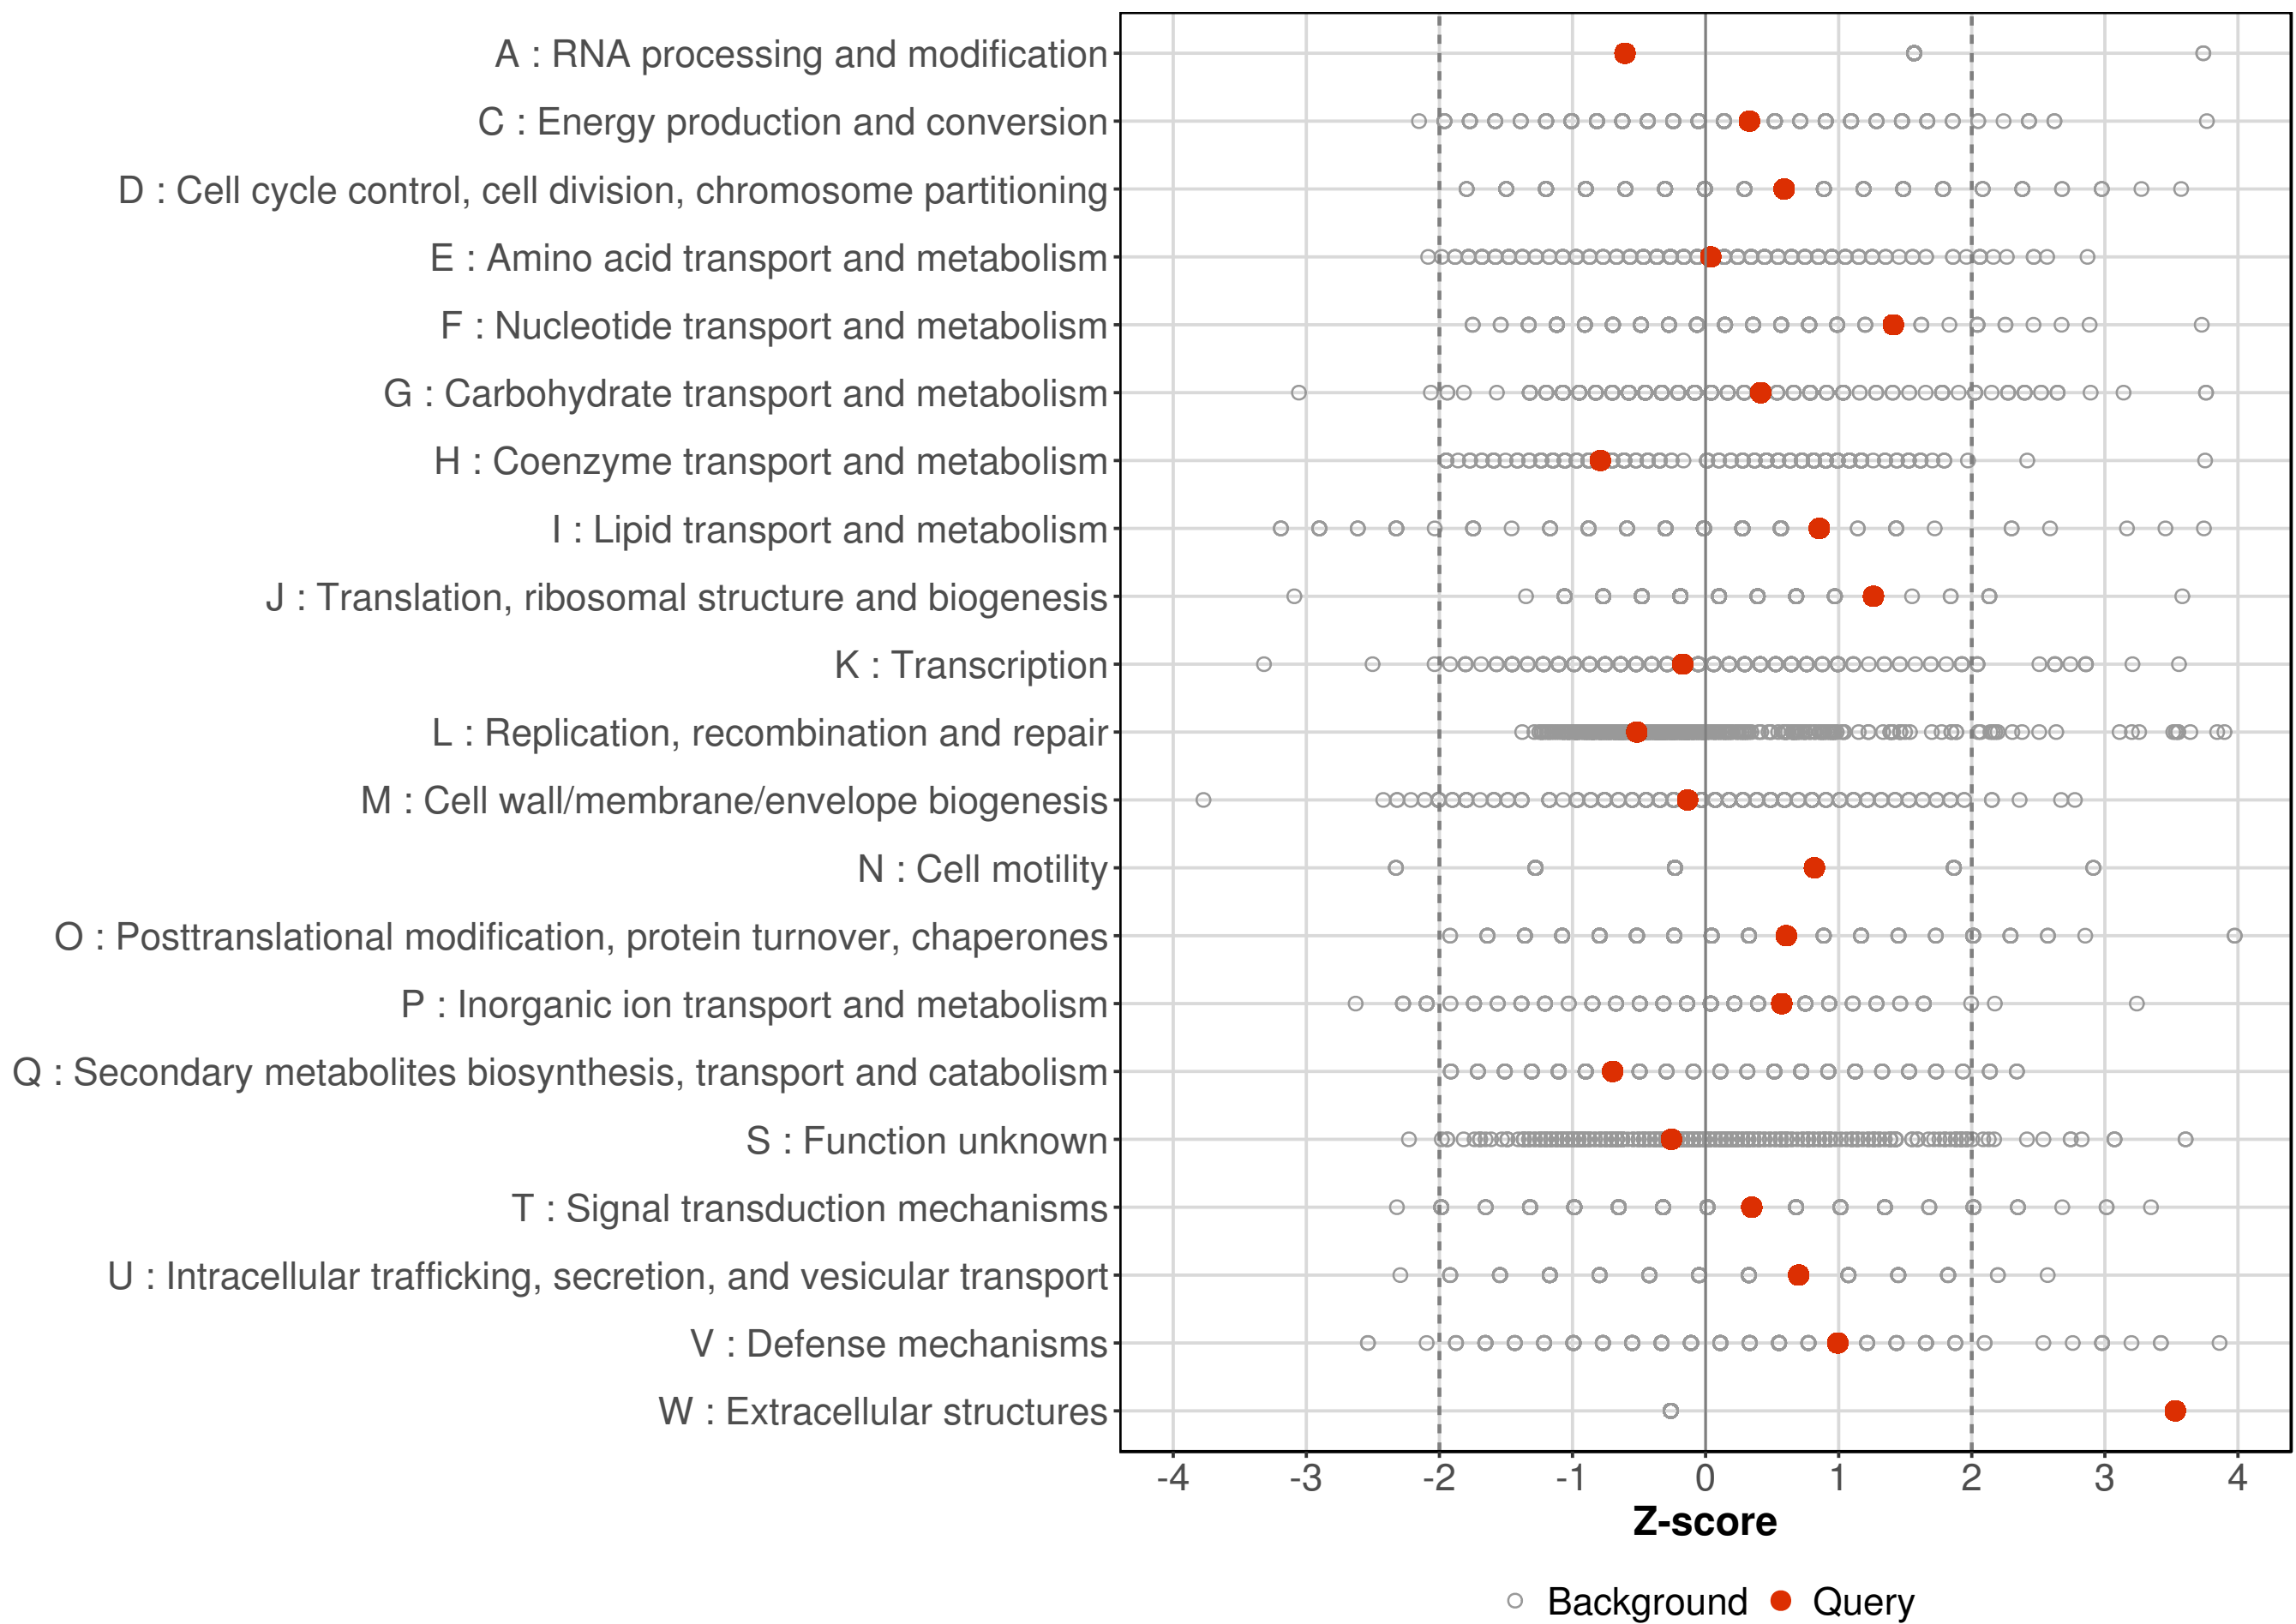 A : RNA processing and modification
C : Energy production and conversion
D : Cell cycle control, cell division, chromosome partitioning
E : Amino acid transport and metabolism
F : Nucleotide transport and metabolism
G : Carbohydrate transport and metabolism
H : Coenzyme transport and metabolism
I : Lipid transport and metabolism
J : Translation, ribosomal structure and biogenesis
K : Transcription
L : Replication, recombination and repair
M : Cell wall/membrane/envelope biogenesis
N : Cell motility
O : Posttranslational modification, protein turnover, chaperones
P : Inorganic ion transport and metabolism
Q : Secondary metabolites biosynthesis, transport and catabolism
S : Function unknown
T : Signal transduction mechanisms
U : Intracellular trafficking, secretion, and vesicular transport
V : Defense mechanisms
W : Extracellular structures
-4 -3 -2 -1 0 1 2 3 4
Z-score
Background Query